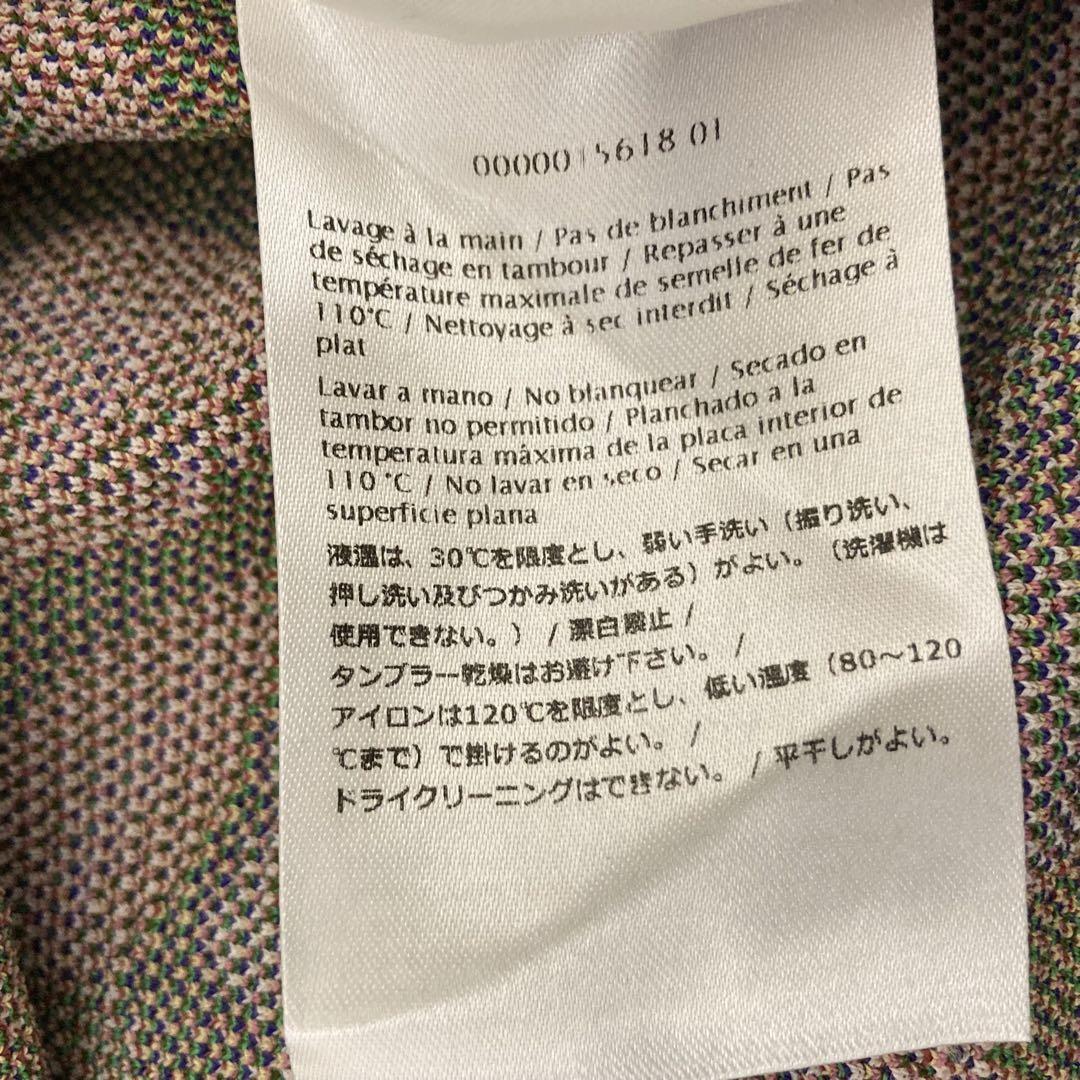 000001561801
Lavage à la main / Pas de blanchiment / Pas
de séchage en tambour / Repasser à une
température maximale de semelle de fer de
110°C / Nettoyage à sec interdit / Séchage à
plat
Lavar a mano / No blanquear / Secado en
tambor no permitido / Planchado a la
temperatura máxima de la placa interior de
110 °C / No lavar en seco / Secar en una
superficie plana
液温は、30℃を限度とし、弱い手洗い（振り洗い、
押し洗い及びつかみ洗いがある）がよい。（洗濯機は
使用できない。） / 漂白禁止 /
タンブラー乾燥はお避け下さい。 /
アイロンは120℃を限度とし、低い温度（80～120
℃まで）で掛けるのがよい。 /
ドライクリーニングはできない。 / 平干しがよい。